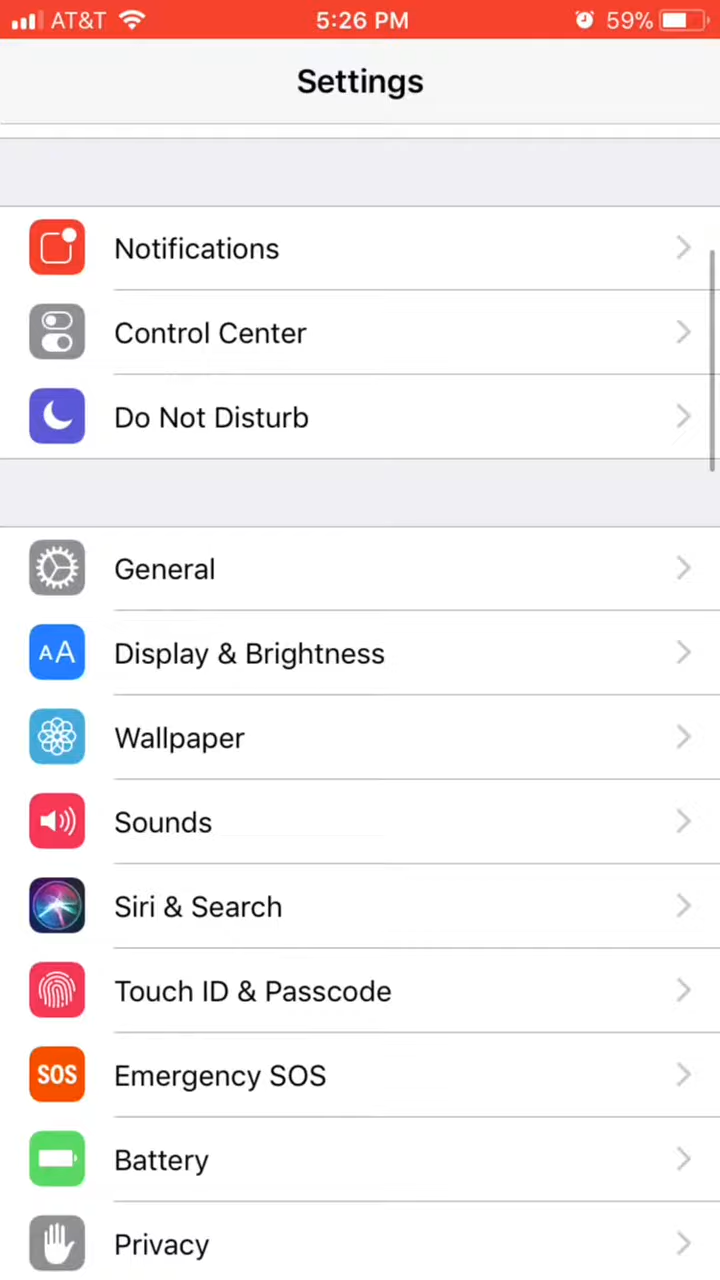 AT&T 5:26 PM 59%
Settings
Notifications
Control Center
Do Not Disturb
General
AA Display & Brightness
Wallpaper
Sounds
Siri & Search
Touch ID & Passcode
SOS Emergency SOS
Battery
Privacy